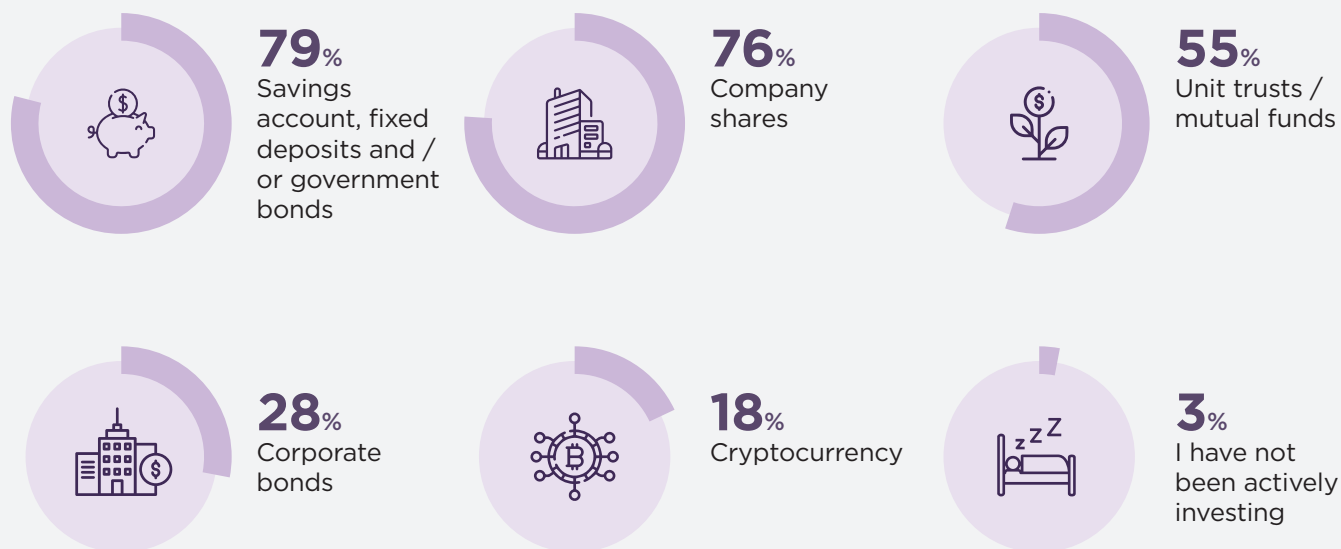 79%
Savings
account, fixed
deposits and /
or government
bonds
76%
Company
shares
55%
Unit trusts /
mutual funds
28%
Corporate
bonds
18%
Cryptocurrency
3%
I have not
been actively
investing
$
$
$
B
z z Z